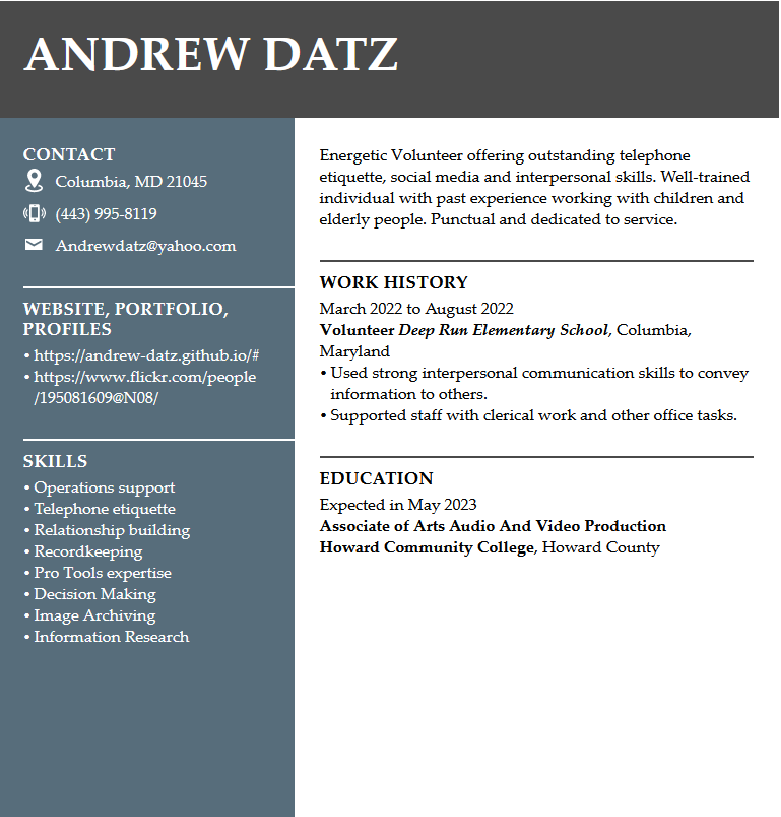 ANDREW DATZ
CONTACT
Columbia, MD 21045
(443) 995-8119
Andrewdatz@yahoo.com
WEBSITE, PORTFOLIO,
PROFILES
• https://andrew-datz.github.io/#
• https://www.flickr.com/people
/195081609@N08/
SKILLS
• Operations support
• Telephone etiquette
• Relationship building
• Recordkeeping
• Pro Tools expertise
• Decision Making
• Image Archiving
• Information Research
Energetic Volunteer offering outstanding telephone
etiquette, social media and interpersonal skills. Well-trained
individual with past experience working with children and
elderly people. Punctual and dedicated to service.
WORK HISTORY
March 2022 to August 2022
Volunteer Deep Run Elementary School, Columbia,
Maryland
• Used strong interpersonal communication skills to convey
information to others.
• Supported staff with clerical work and other office tasks.
EDUCATION
Expected in May 2023
Associate of Arts Audio And Video Production
Howard Community College, Howard County